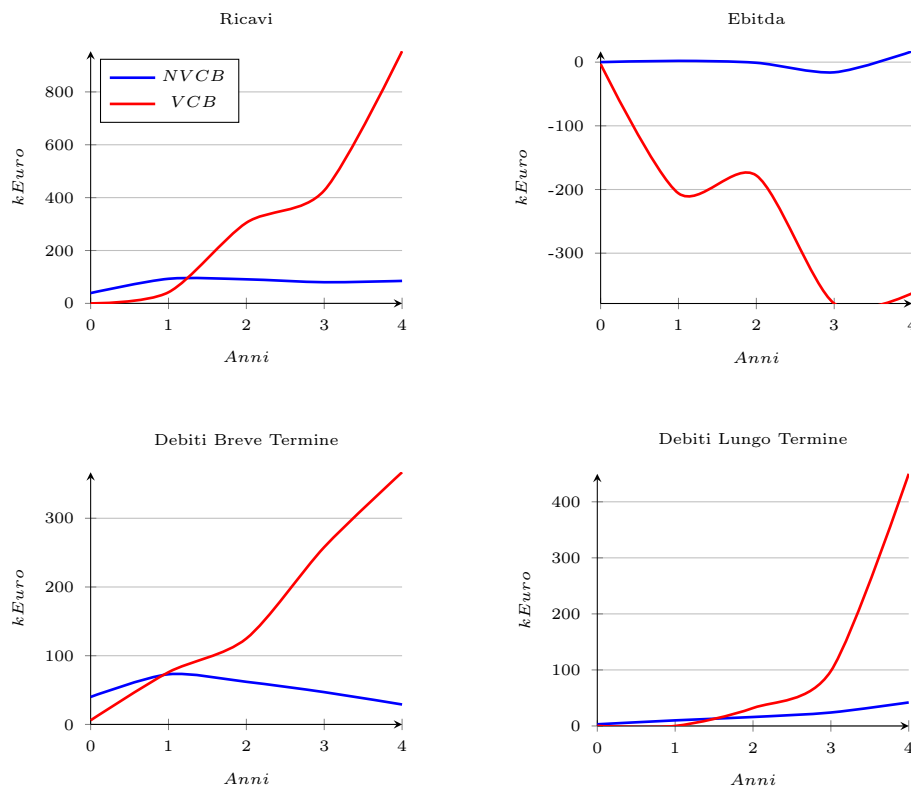 Ricavi
NVCB
VCB
800
600
400
200
0
kEuro
0 1 2 3 4
Anni
Ebitda
0
-100
-200
-300
kEuro
0 1 2 3 4
Anni
Debiti Breve Termine
300
200
100
0
kEuro
0 1 2 3 4
Anni
Debiti Lungo Termine
400
300
200
100
0
kEuro
0 1 2 3 4
Anni